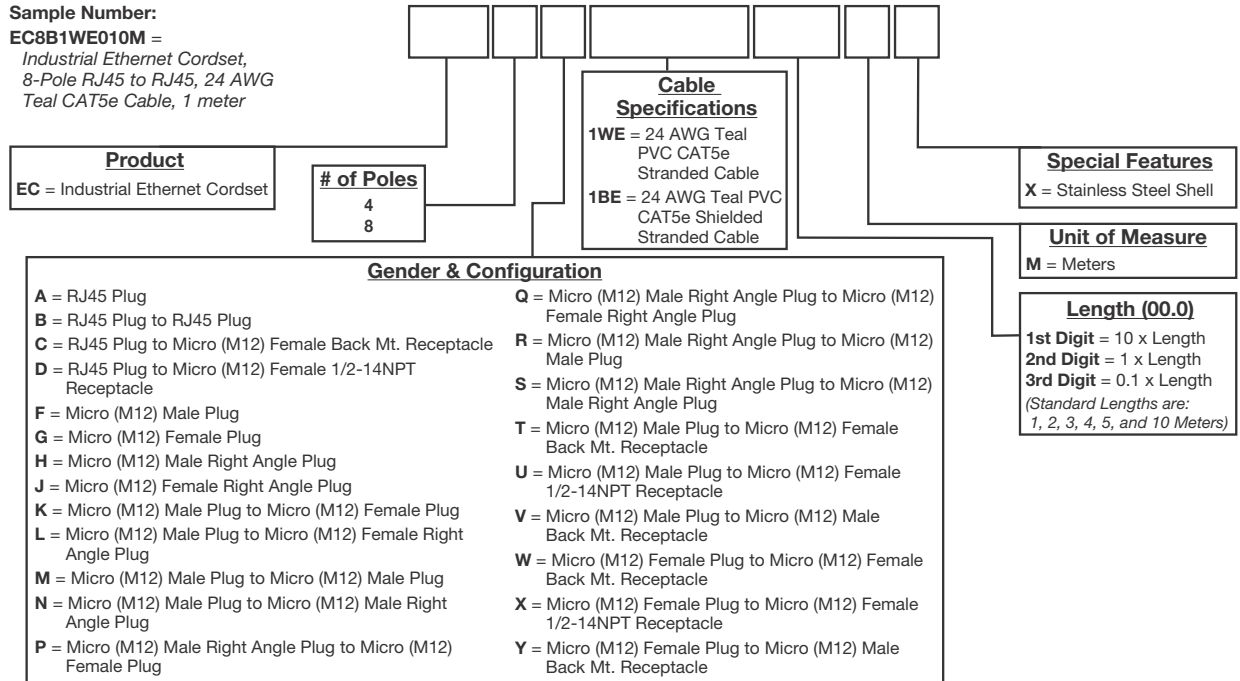 Sample Number:
EC8B1WE010M =
Industrial Ethernet Cordset,
8-Pole RJ45 to RJ45, 24 AWG
Teal CAT5e Cable, 1 meter
Product
EC = Industrial Ethernet Cordset
# of Poles
4
8
Cable
Specifications
1WE = 24 AWG Teal
PVC CAT5e
Stranded Cable
1BE = 24 AWG Teal PVC
CAT5e Shielded
Stranded Cable
Special Features
X = Stainless Steel Shell
Unit of Measure
M = Meters
Length (00.0)
1st Digit = 10 x Length
2nd Digit = 1 x Length
3rd Digit = 0.1 x Length
(Standard Lengths are:
1, 2, 3, 4, 5, and 10 Meters)
Gender & Configuration
A = RJ45 Plug
B = RJ45 Plug to RJ45 Plug
C = RJ45 Plug to Micro (M12) Female Back Mt. Receptacle
D = RJ45 Plug to Micro (M12) Female 1/2-14NPT
Receptacle
F = Micro (M12) Male Plug
G = Micro (M12) Female Plug
H = Micro (M12) Male Right Angle Plug
J = Micro (M12) Female Right Angle Plug
K = Micro (M12) Male Plug to Micro (M12) Female Plug
L = Micro (M12) Male Plug to Micro (M12) Female Right
Angle Plug
M = Micro (M12) Male Plug to Micro (M12) Male Plug
N = Micro (M12) Male Plug to Micro (M12) Male Right
Angle Plug
P = Micro (M12) Male Right Angle Plug to Micro (M12)
Female Plug
Q = Micro (M12) Male Right Angle Plug to Micro (M12)
Female Right Angle Plug
R = Micro (M12) Male Right Angle Plug to Micro (M12)
Male Plug
S = Micro (M12) Male Right Angle Plug to Micro (M12)
Male Right Angle Plug
T = Micro (M12) Male Plug to Micro (M12) Female
Back Mt. Receptacle
U = Micro (M12) Male Plug to Micro (M12) Female
1/2-14NPT Receptacle
V = Micro (M12) Male Plug to Micro (M12) Male
Back Mt. Receptacle
W = Micro (M12) Female Plug to Micro (M12) Female
Back Mt. Receptacle
X = Micro (M12) Female Plug to Micro (M12) Female
1/2-14NPT Receptacle
Y = Micro (M12) Female Plug to Micro (M12) Male
Back Mt. Receptacle